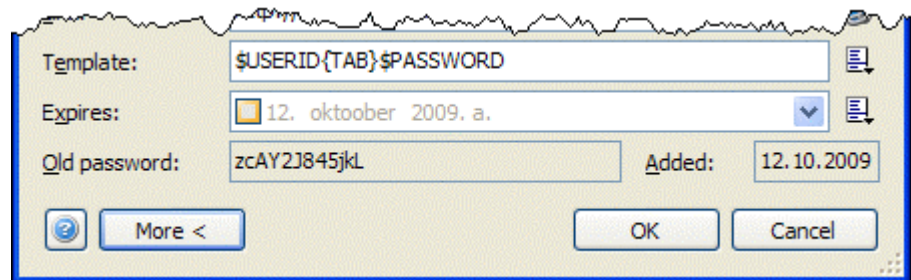 Template: $USERID{TAB}$PASSWORD
Expires: 12. oktoober 2009. a.
Old password: zcAY2J845jkL Added: 12.10.2009
More < OK Cancel